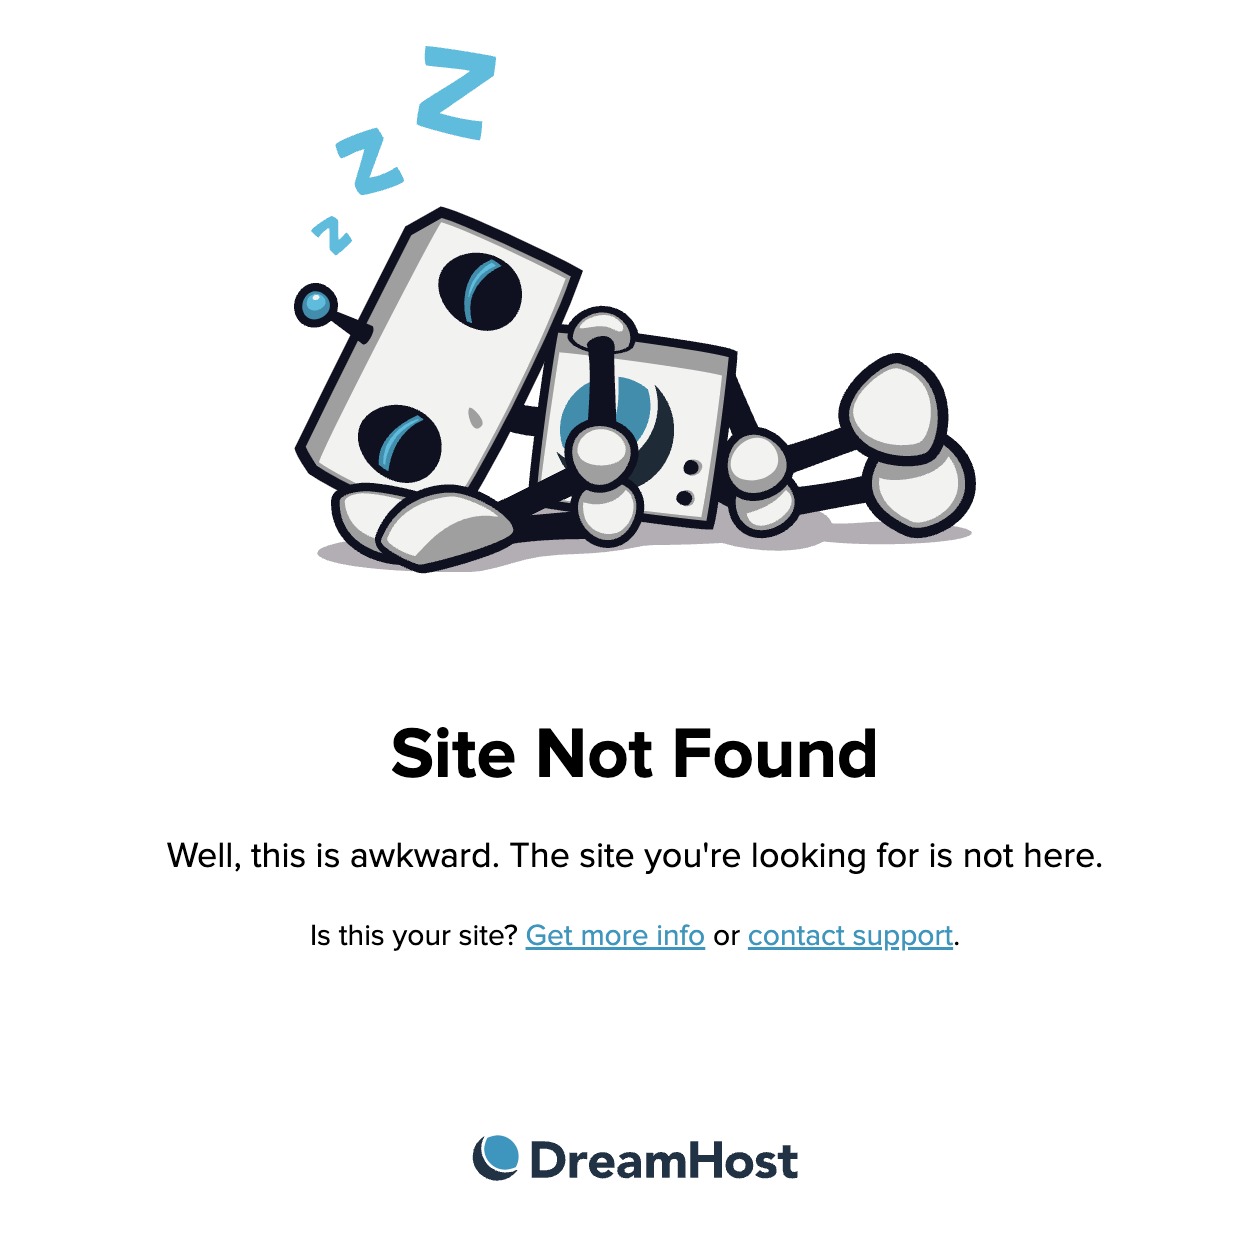 Z
z
z
Site Not Found
Well, this is awkward. The site you're looking for is not here.
Is this your site? Get more info or contact support.
DreamHost